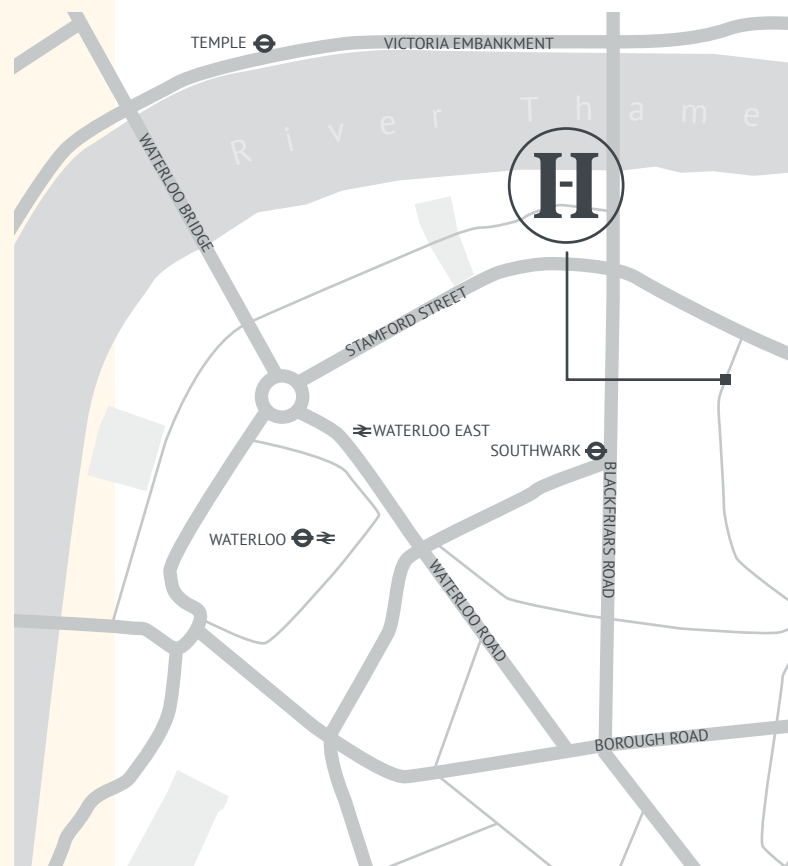 TEMPLE
VICTORIA EMBANKMENT
River Thame
WATERLOO BRIDGE
H
STAMFORD STREET
WATERLOO EAST
SOUTHWARK
BLACKFRIARS ROAD
WATERLOO
WATERLOO ROAD
BOROUGH ROAD